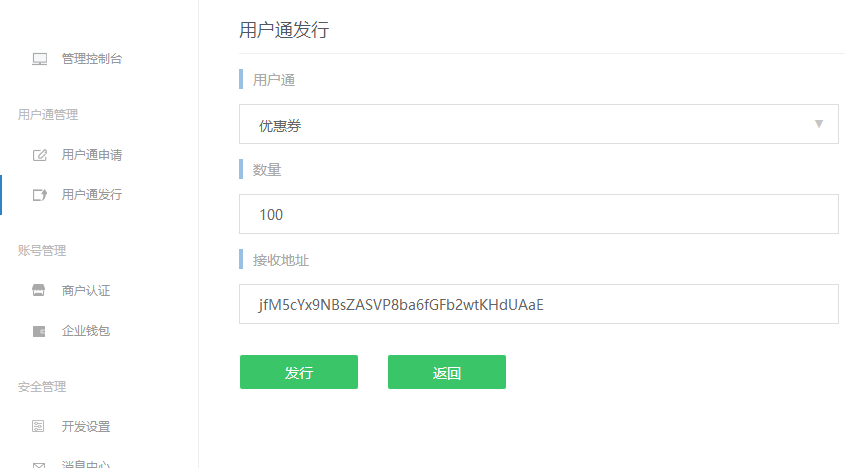 管理控制台
用户通管理
用户通申请
用户通发行
账号管理
商户认证
企业钱包
安全管理
开发设置
消息中心
用户通发行
用户通
优惠券
数量
100
接收地址
jfM5cYx9NBsZASVP8ba6fGFb2wtKHdUAaE
发行
返回